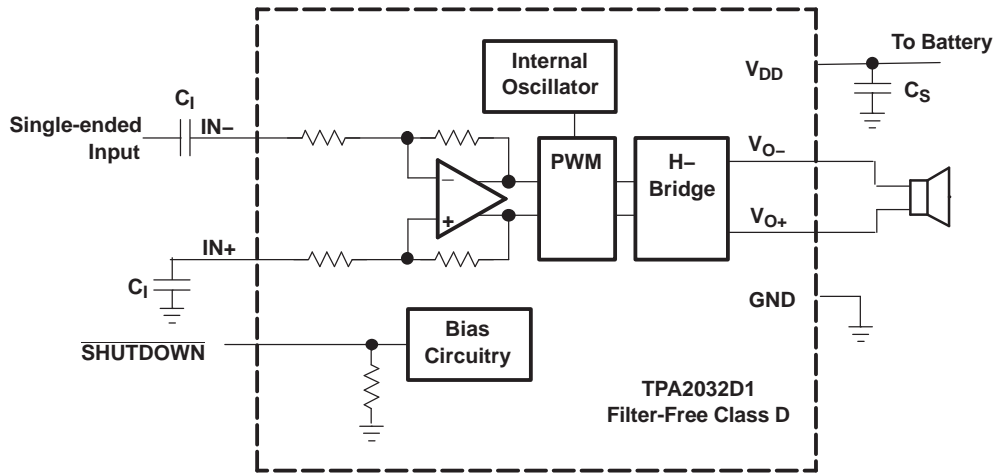 Internal
Oscillator
To Battery
V_DD
C_S
C_I
Single-ended
Input
IN−
−
+
PWM
H−
Bridge
V_O−
V_O+
IN+
C_I
GND
SHUTDOWN
Bias
Circuitry
TPA2032D1
Filter-Free Class D